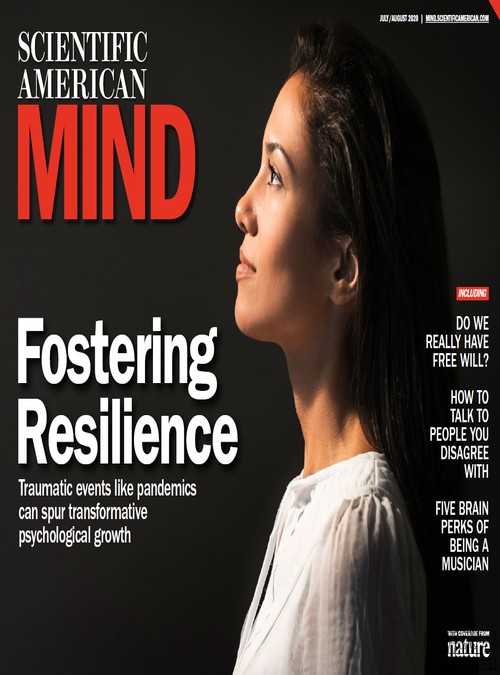 JULY/AUGUST 2020 | MIND.SCIENTIFICAMERICAN.COM
SCIENTIFIC
AMERICAN
MIND
Fostering
Resilience
Traumatic events like pandemics
can spur transformative
psychological growth
INCLUDING
DO WE
REALLY HAVE
FREE WILL?
HOW TO
TALK TO
PEOPLE YOU
DISAGREE
WITH
FIVE BRAIN
PERKS OF
BEING A
MUSICIAN
WITH COVERAGE FROM
nature